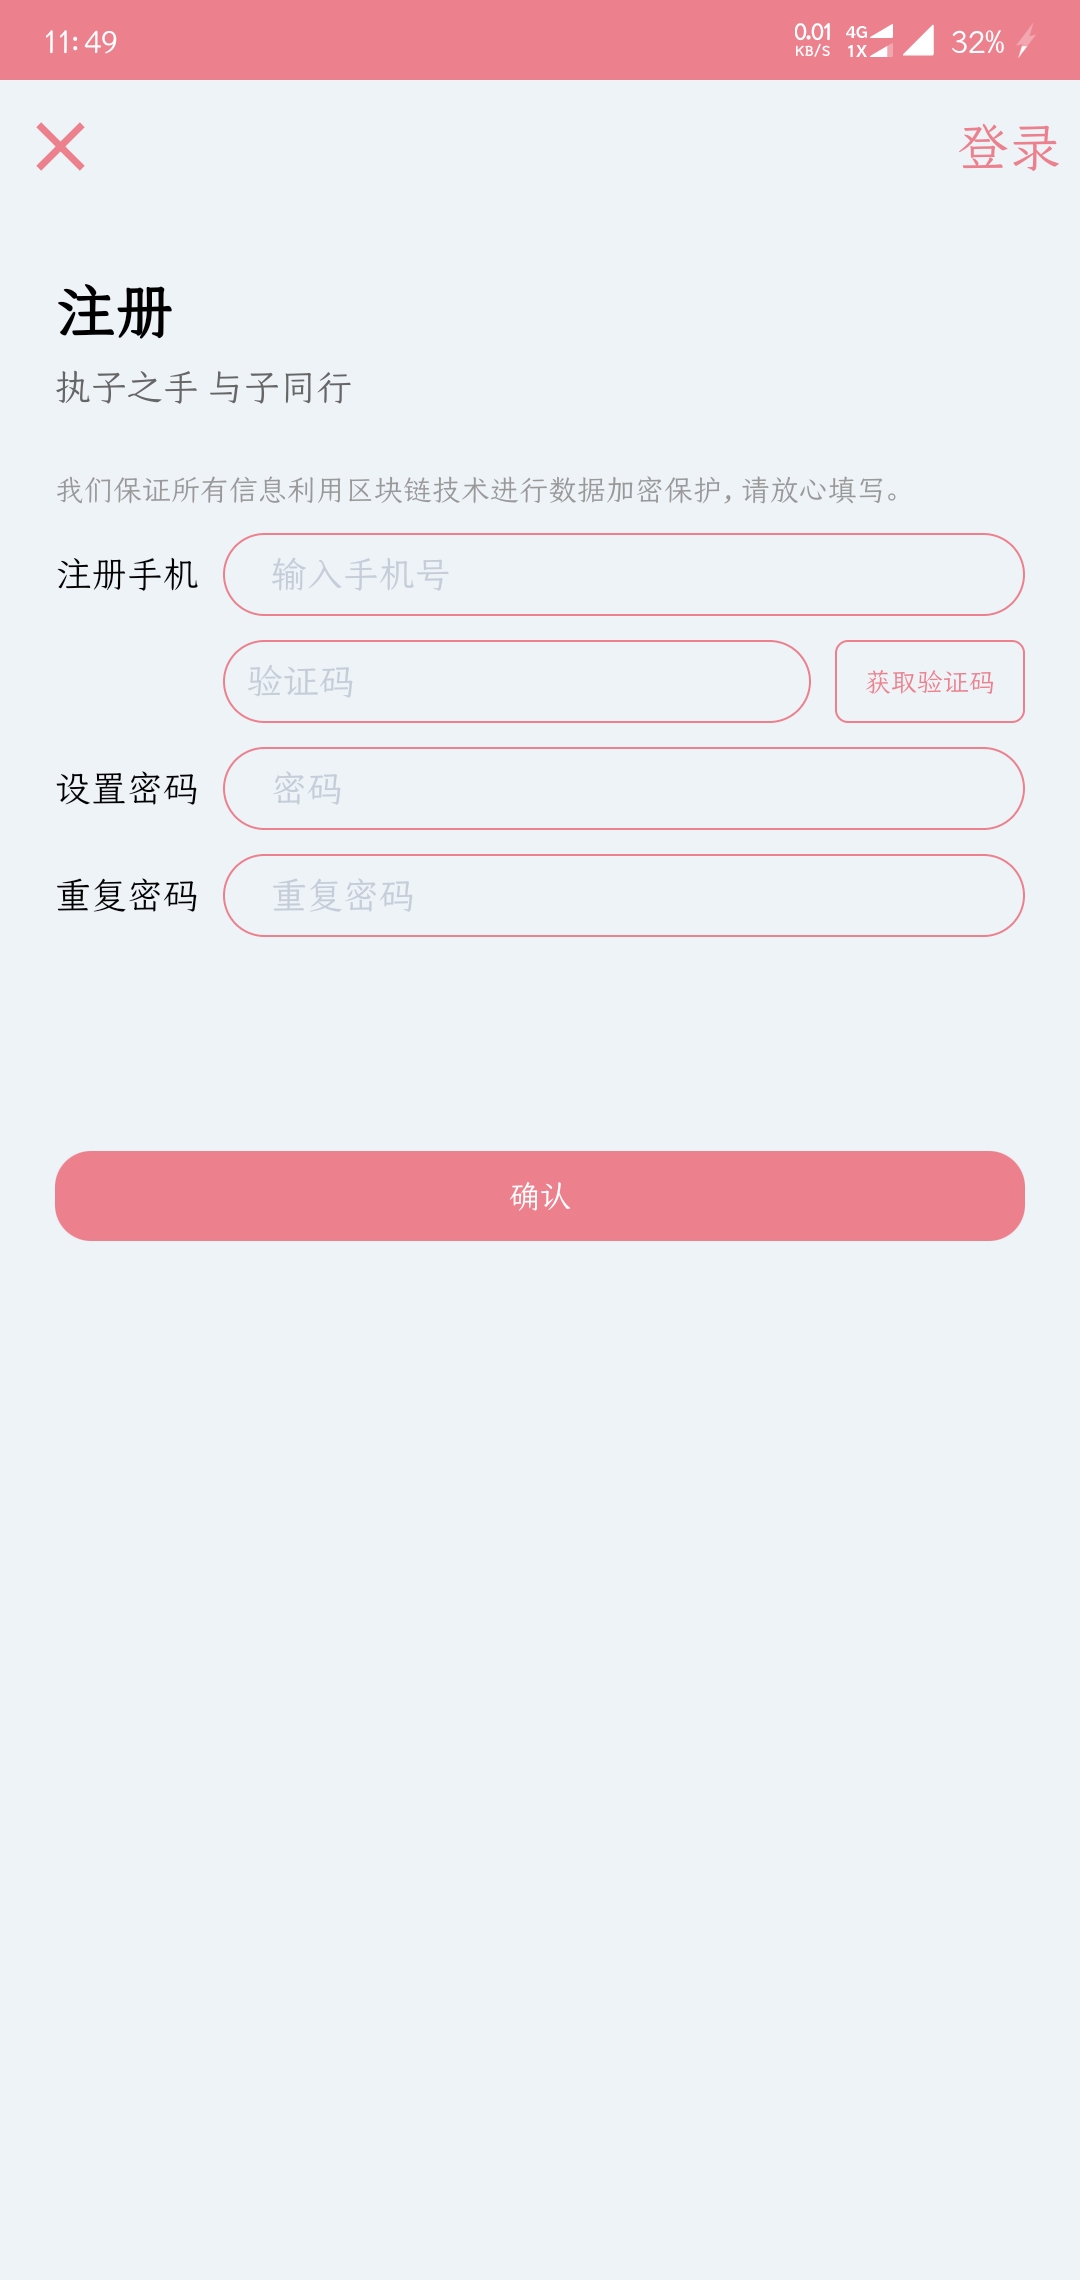 11:49
0.01 KB/S 4G 1X 32%
登录
注册
执子之手 与子同行
我们保证所有信息利用区块链技术进行数据加密保护,请放心填写。
注册手机 输入手机号
验证码 获取验证码
设置密码 密码
重复密码 重复密码
确认